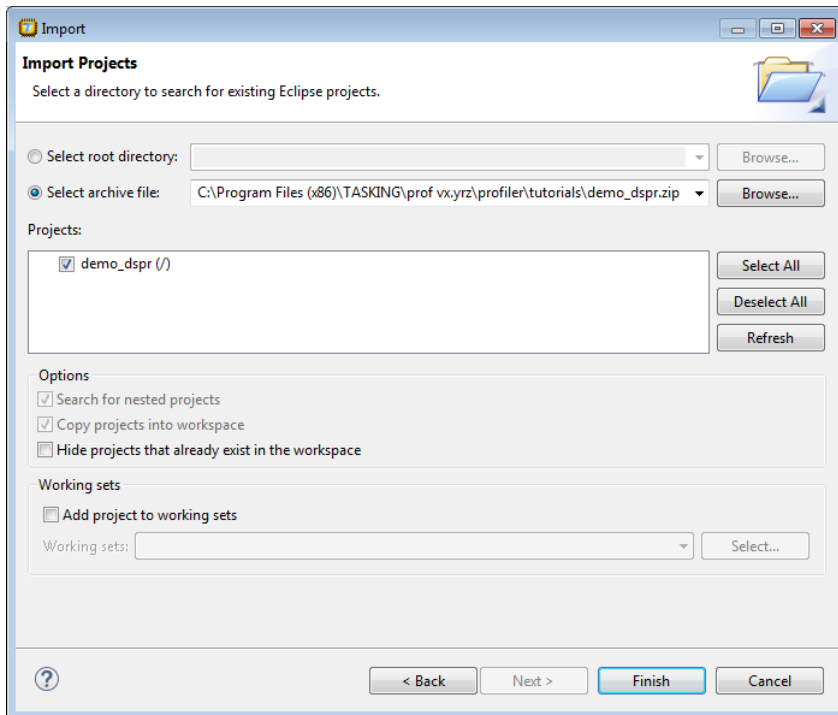 Import
Import Projects
Select a directory to search for existing Eclipse projects.
Select root directory:
Browse...
Select archive file:
C:\Program Files (x86)\TASKING\prof vx.yrz\profiler\tutorials\demo_dspr.zip
Browse...
Projects:
demo_dspr (/)
Select All
Deselect All
Refresh
Options
Search for nested projects
Copy projects into workspace
Hide projects that already exist in the workspace
Working sets
Add project to working sets
Working sets:
Select...
?
< Back
Next >
Finish
Cancel